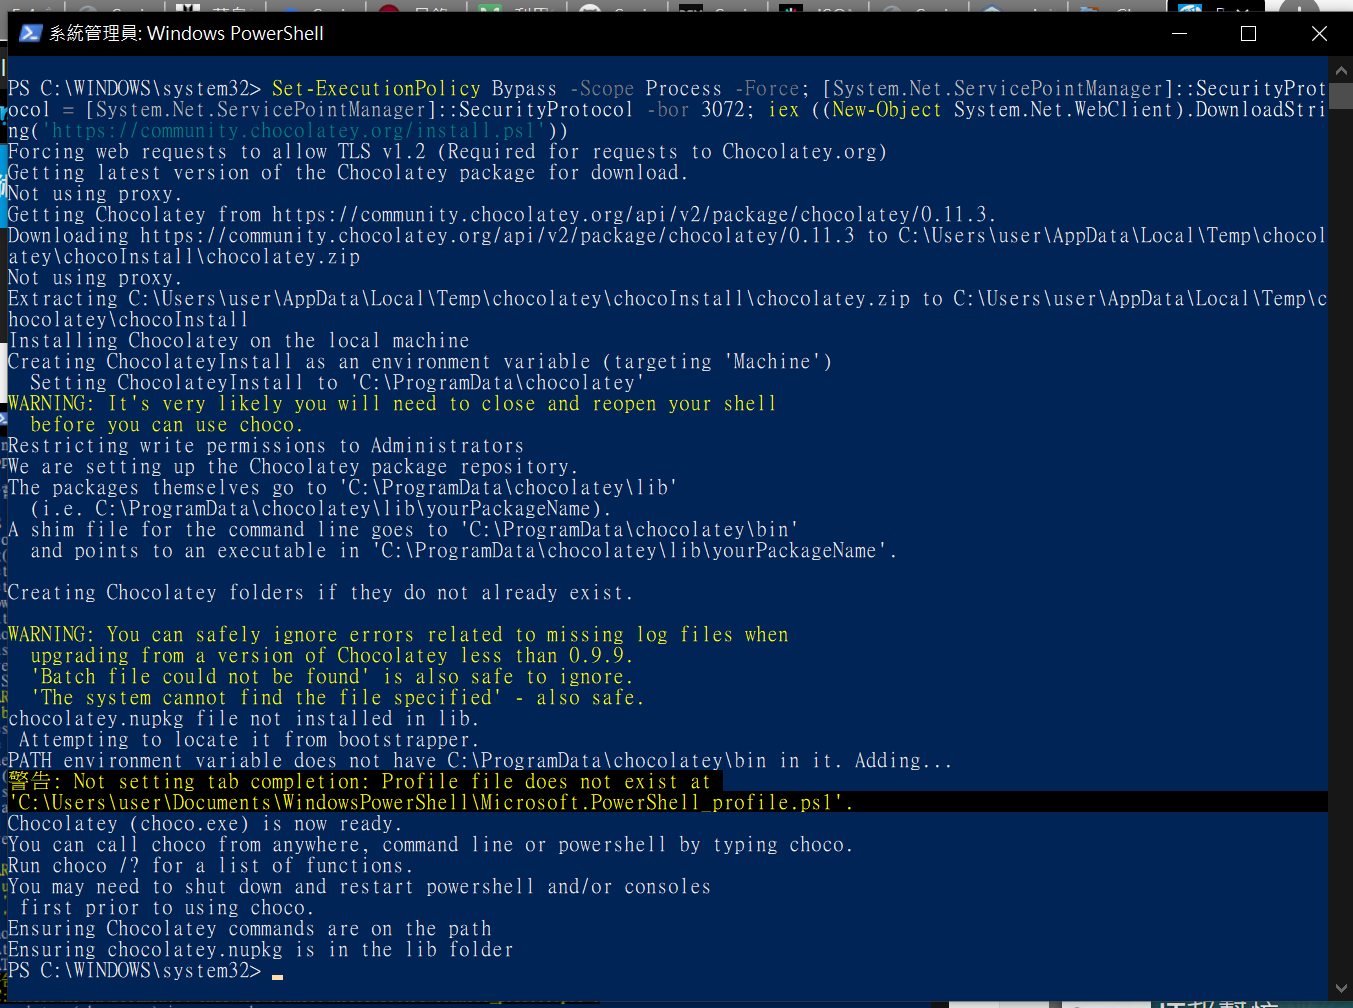 系統管理員: Windows PowerShell
PS C:\WINDOWS\system32> Set-ExecutionPolicy Bypass -Scope Process -Force; [System.Net.ServicePointManager]::SecurityProt
ocol = [System.Net.ServicePointManager]::SecurityProtocol -bor 3072; iex ((New-Object System.Net.WebClient).DownloadStri
ng('https://community.chocolatey.org/install.ps1'))
Forcing web requests to allow TLS v1.2 (Required for requests to Chocolatey.org)
Getting latest version of the Chocolatey package for download.
Not using proxy.
Getting Chocolatey from https://community.chocolatey.org/api/v2/package/chocolatey/0.11.3.
Downloading https://community.chocolatey.org/api/v2/package/chocolatey/0.11.3 to C:\Users\user\AppData\Local\Temp\chocol
atey\chocoInstall\chocolatey.zip
Not using proxy.
Extracting C:\Users\user\AppData\Local\Temp\chocolatey\chocoInstall\chocolatey.zip to C:\Users\user\AppData\Local\Temp\c
hocolatey\chocoInstall
Installing Chocolatey on the local machine
Creating ChocolateyInstall as an environment variable (targeting 'Machine')
  Setting ChocolateyInstall to 'C:\ProgramData\chocolatey'
WARNING: It's very likely you will need to close and reopen your shell
  before you can use choco.
Restricting write permissions to Administrators
We are setting up the Chocolatey package repository.
The packages themselves go to 'C:\ProgramData\chocolatey\lib'
  (i.e. C:\ProgramData\chocolatey\lib\yourPackageName).
A shim file for the command line goes to 'C:\ProgramData\chocolatey\bin'
  and points to an executable in 'C:\ProgramData\chocolatey\lib\yourPackageName'.
Creating Chocolatey folders if they do not already exist.
WARNING: You can safely ignore errors related to missing log files when
  upgrading from a version of Chocolatey less than 0.9.9.
  'Batch file could not be found' is also safe to ignore.
  'The system cannot find the file specified' - also safe.
chocolatey.nupkg file not installed in lib.
 Attempting to locate it from bootstrapper.
PATH environment variable does not have C:\ProgramData\chocolatey\bin in it. Adding...
警告: Not setting tab completion: Profile file does not exist at
'C:\Users\user\Documents\WindowsPowerShell\Microsoft.PowerShell_profile.ps1'.
Chocolatey (choco.exe) is now ready.
You can call choco from anywhere, command line or powershell by typing choco.
Run choco /? for a list of functions.
You may need to shut down and restart powershell and/or consoles
 first prior to using choco.
Ensuring Chocolatey commands are on the path
Ensuring chocolatey.nupkg is in the lib folder
PS C:\WINDOWS\system32>